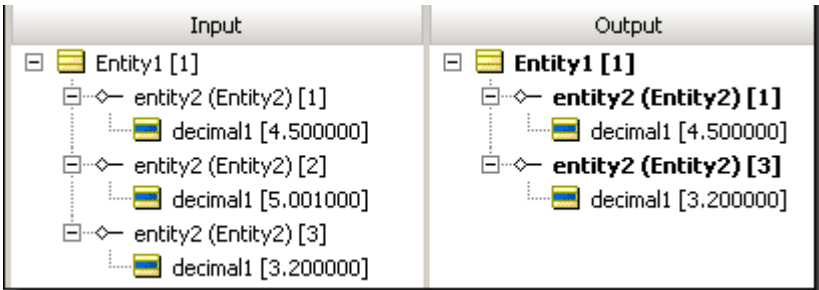 Input
Entity1 [1]
entity2 (Entity2) [1]
decimal1 [4.500000]
entity2 (Entity2) [2]
decimal1 [5.001000]
entity2 (Entity2) [3]
decimal1 [3.200000]
Output
Entity1 [1]
entity2 (Entity2) [1]
decimal1 [4.500000]
entity2 (Entity2) [3]
decimal1 [3.200000]